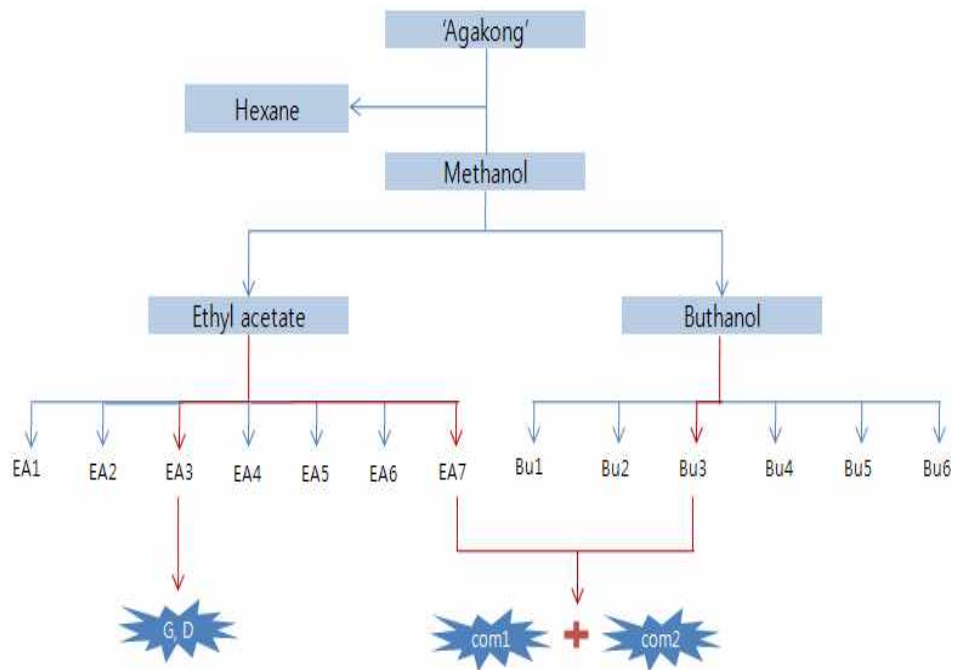 'Agakong'
Hexane
Methanol
Ethyl acetate
Buthanol
EA1 EA2 EA3 EA4 EA5 EA6 EA7 Bu1 Bu2 Bu3 Bu4 Bu5 Bu6
G, D
com1 + com2